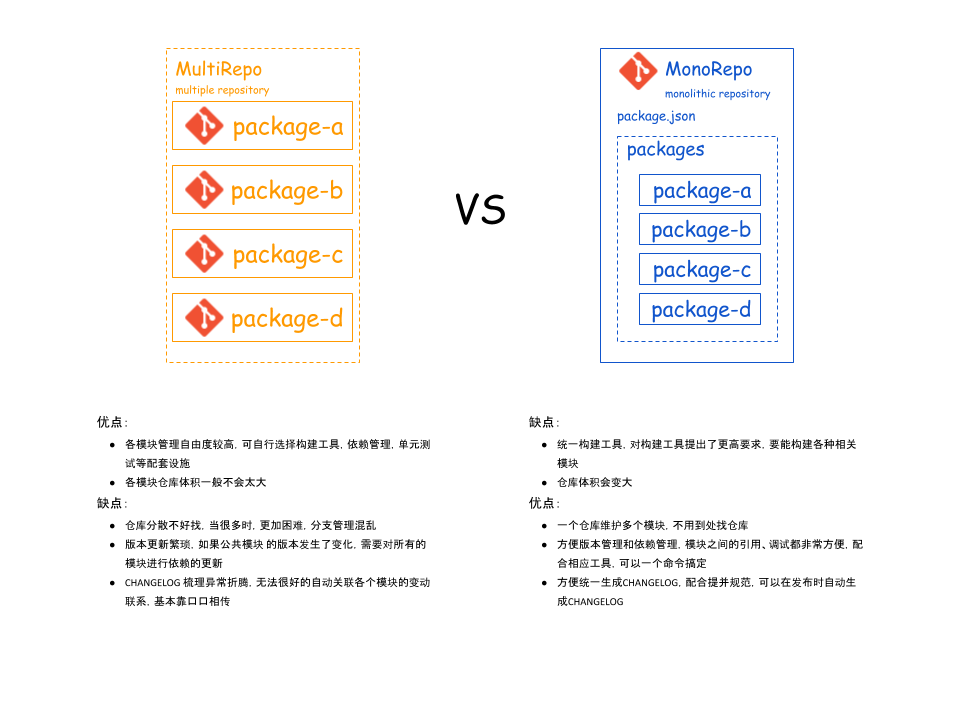 MultiRepo
multiple repository
package-a
package-b
package-c
package-d
VS
MonoRepo
monolithic repository
package.json
packages
package-a
package-b
package-c
package-d
优点：
● 各模块管理自由度较高, 可自行选择构建工具, 依赖管理, 单元测
试等配套设施
● 各模块仓库体积一般不会太大
缺点：
● 仓库分散不好找, 当很多时, 更加困难, 分支管理混乱
● 版本更新繁琐, 如果公共模块 的版本发生了变化, 需要对所有的
模块进行依赖的更新
● CHANGELOG 梳理异常折腾, 无法很好的自动关联各个模块的变动
联系, 基本靠口口相传
缺点：
● 统一构建工具, 对构建工具提出了更高要求, 要能构建各种相关
模块
● 仓库体积会变大
优点：
● 一个仓库维护多个模块, 不用到处找仓库
● 方便版本管理和依赖管理, 模块之间的引用、调试都非常方便, 配
合相应工具, 可以一个命令搞定
● 方便统一生成CHANGELOG, 配合提并规范, 可以在发布时自动生
成CHANGELOG